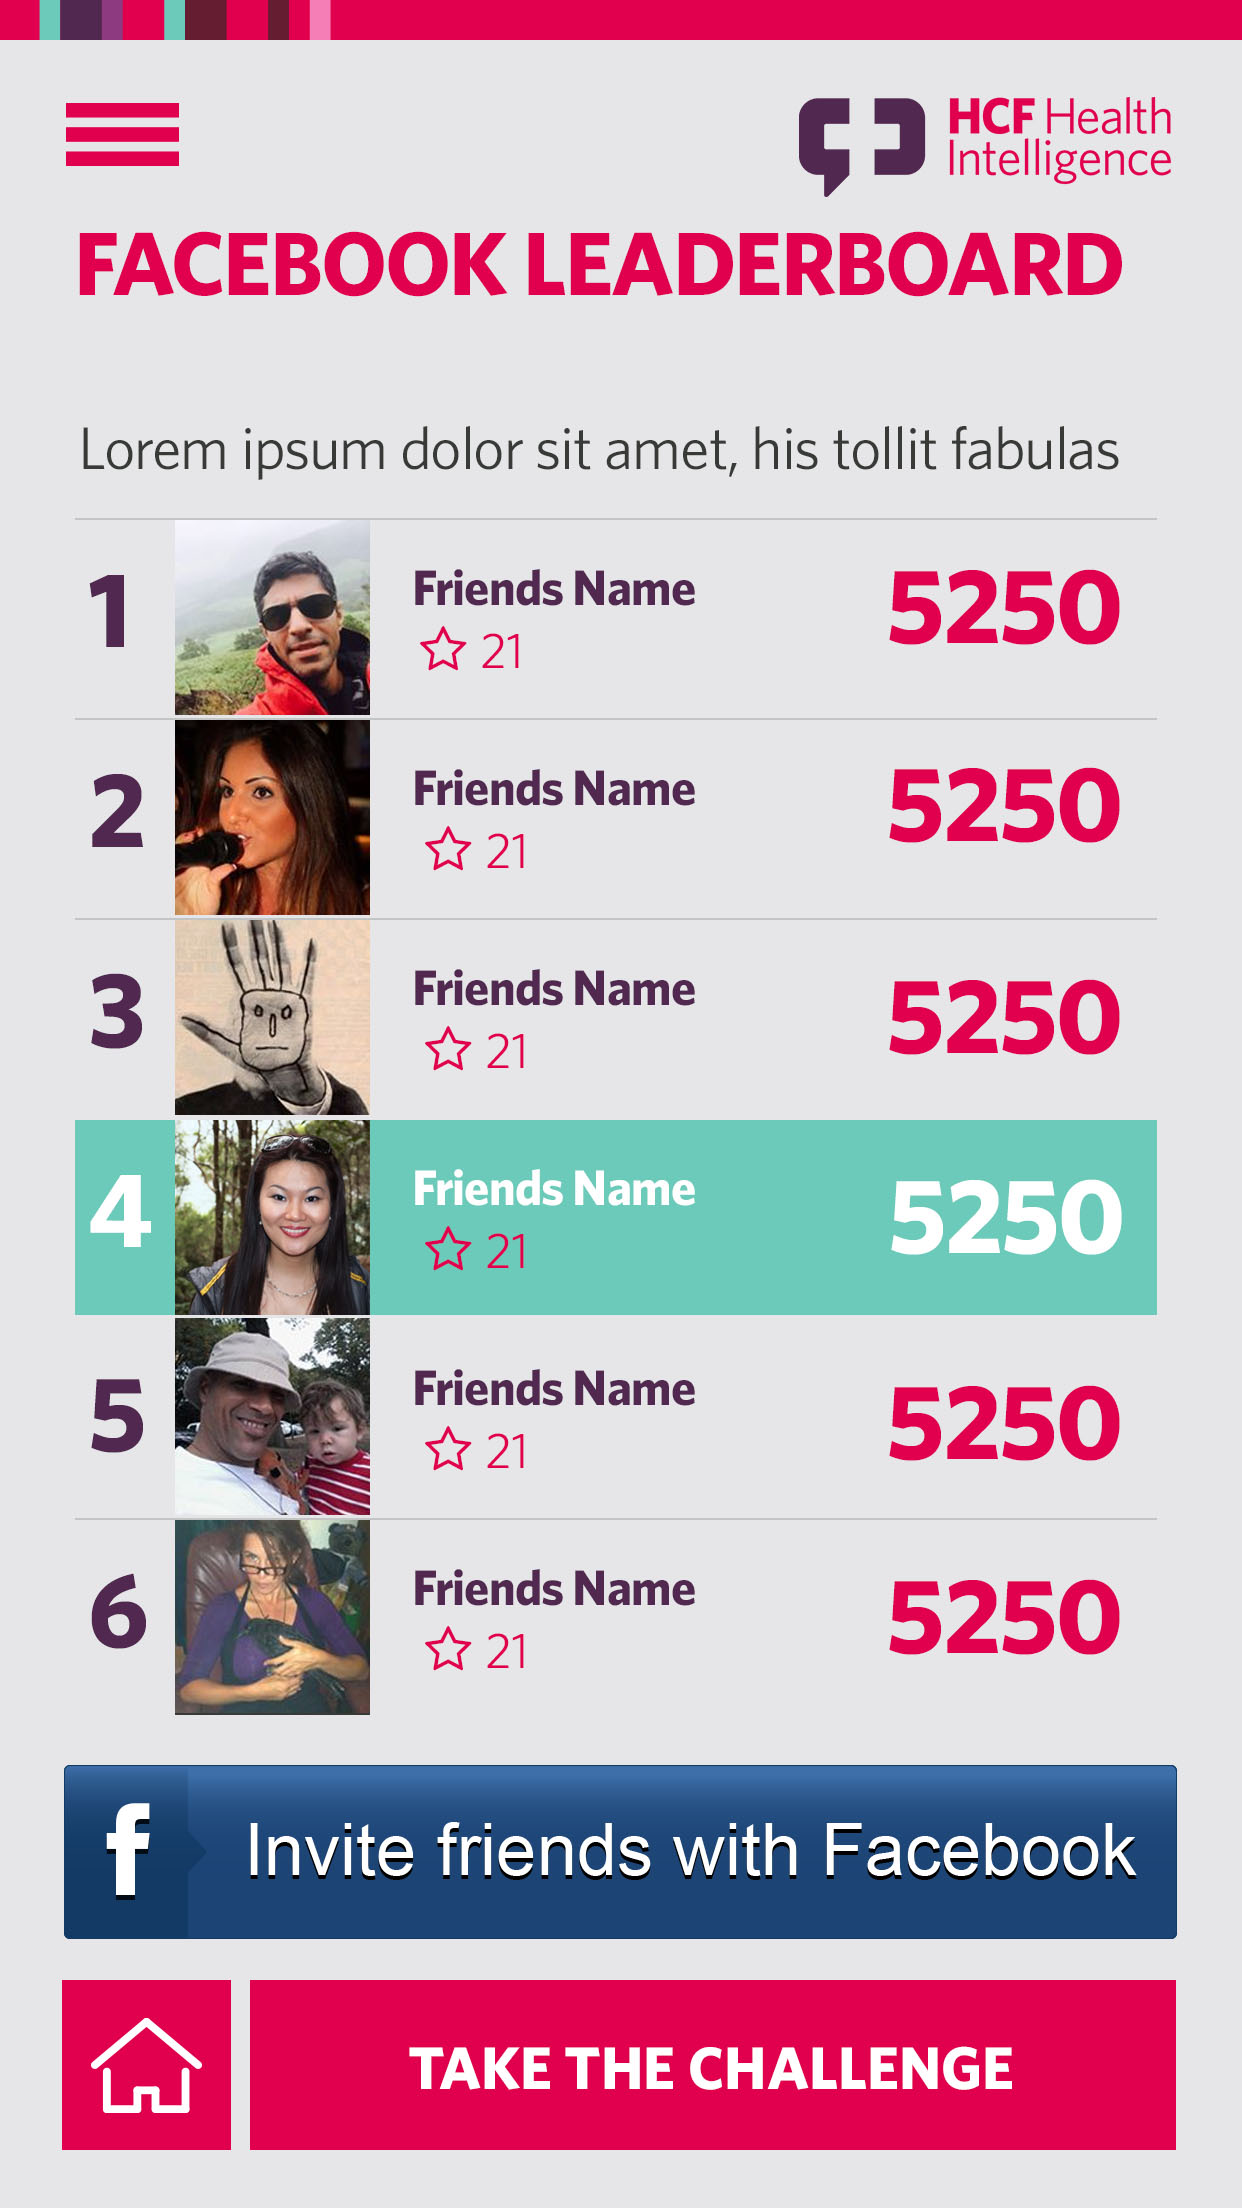 HCF Health
Intelligence
FACEBOOK LEADERBOARD
Lorem ipsum dolor sit amet, his tollit fabulas
1 Friends Name 5250
21
2 Friends Name 5250
21
3 Friends Name 5250
21
4 Friends Name 5250
21
5 Friends Name 5250
21
6 Friends Name 5250
21
f Invite friends with Facebook
TAKE THE CHALLENGE